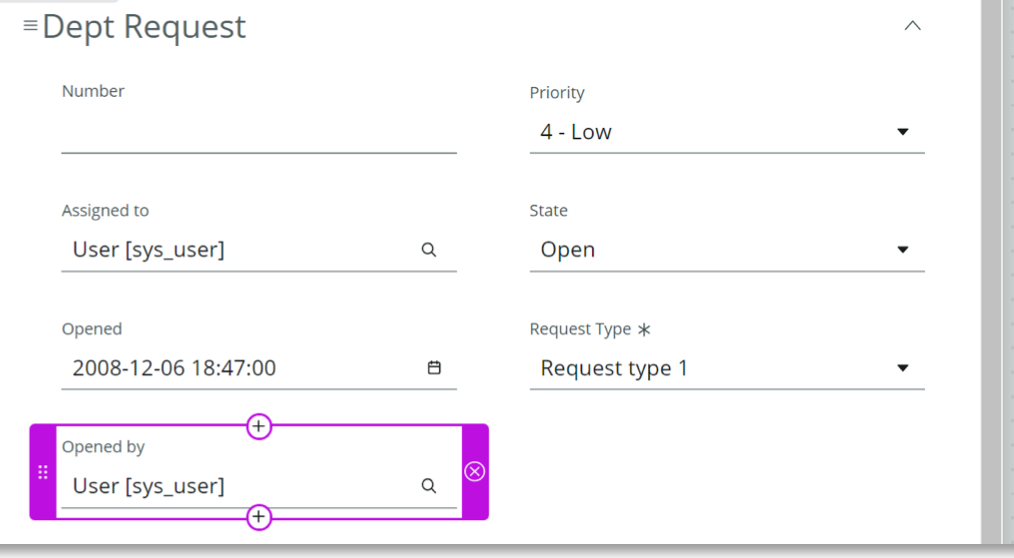 Dept Request
Number
Priority
4 - Low
Assigned to
User [sys_user]
State
Open
Opened
2008-12-06 18:47:00
Request Type *
Request type 1
Opened by
User [sys_user]